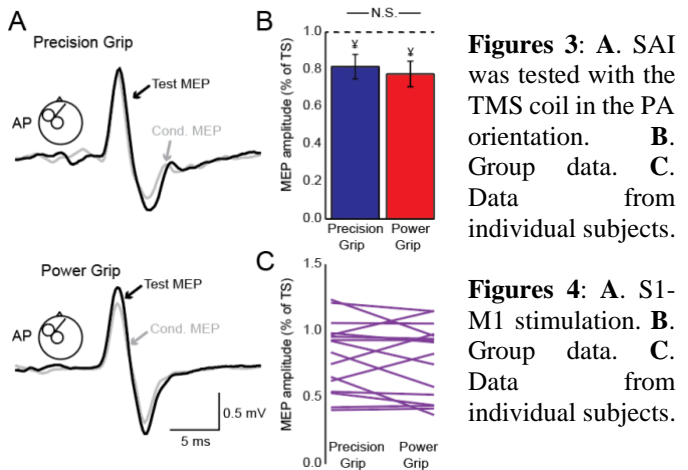 A
Precision Grip
Test MEP
AP
Cond. MEP
Power Grip
Test MEP
AP
Cond. MEP
0.5 mV
5 ms
B
N.S.
MEP amplitude (% of TS)
1.0
0.8
0.6
0.4
0.2
0.0
¥
¥
Precision Power
Grip Grip
C
MEP amplitude (% of TS)
1.5
1.0
0.5
0.0
Precision Power
Grip Grip
Figures 3: A. SAI
was tested with the
TMS coil in the PA
orientation. B.
Group data. C.
Data from
individual subjects.
Figures 4: A. S1-
M1 stimulation. B.
Group data. C.
Data from
individual subjects.